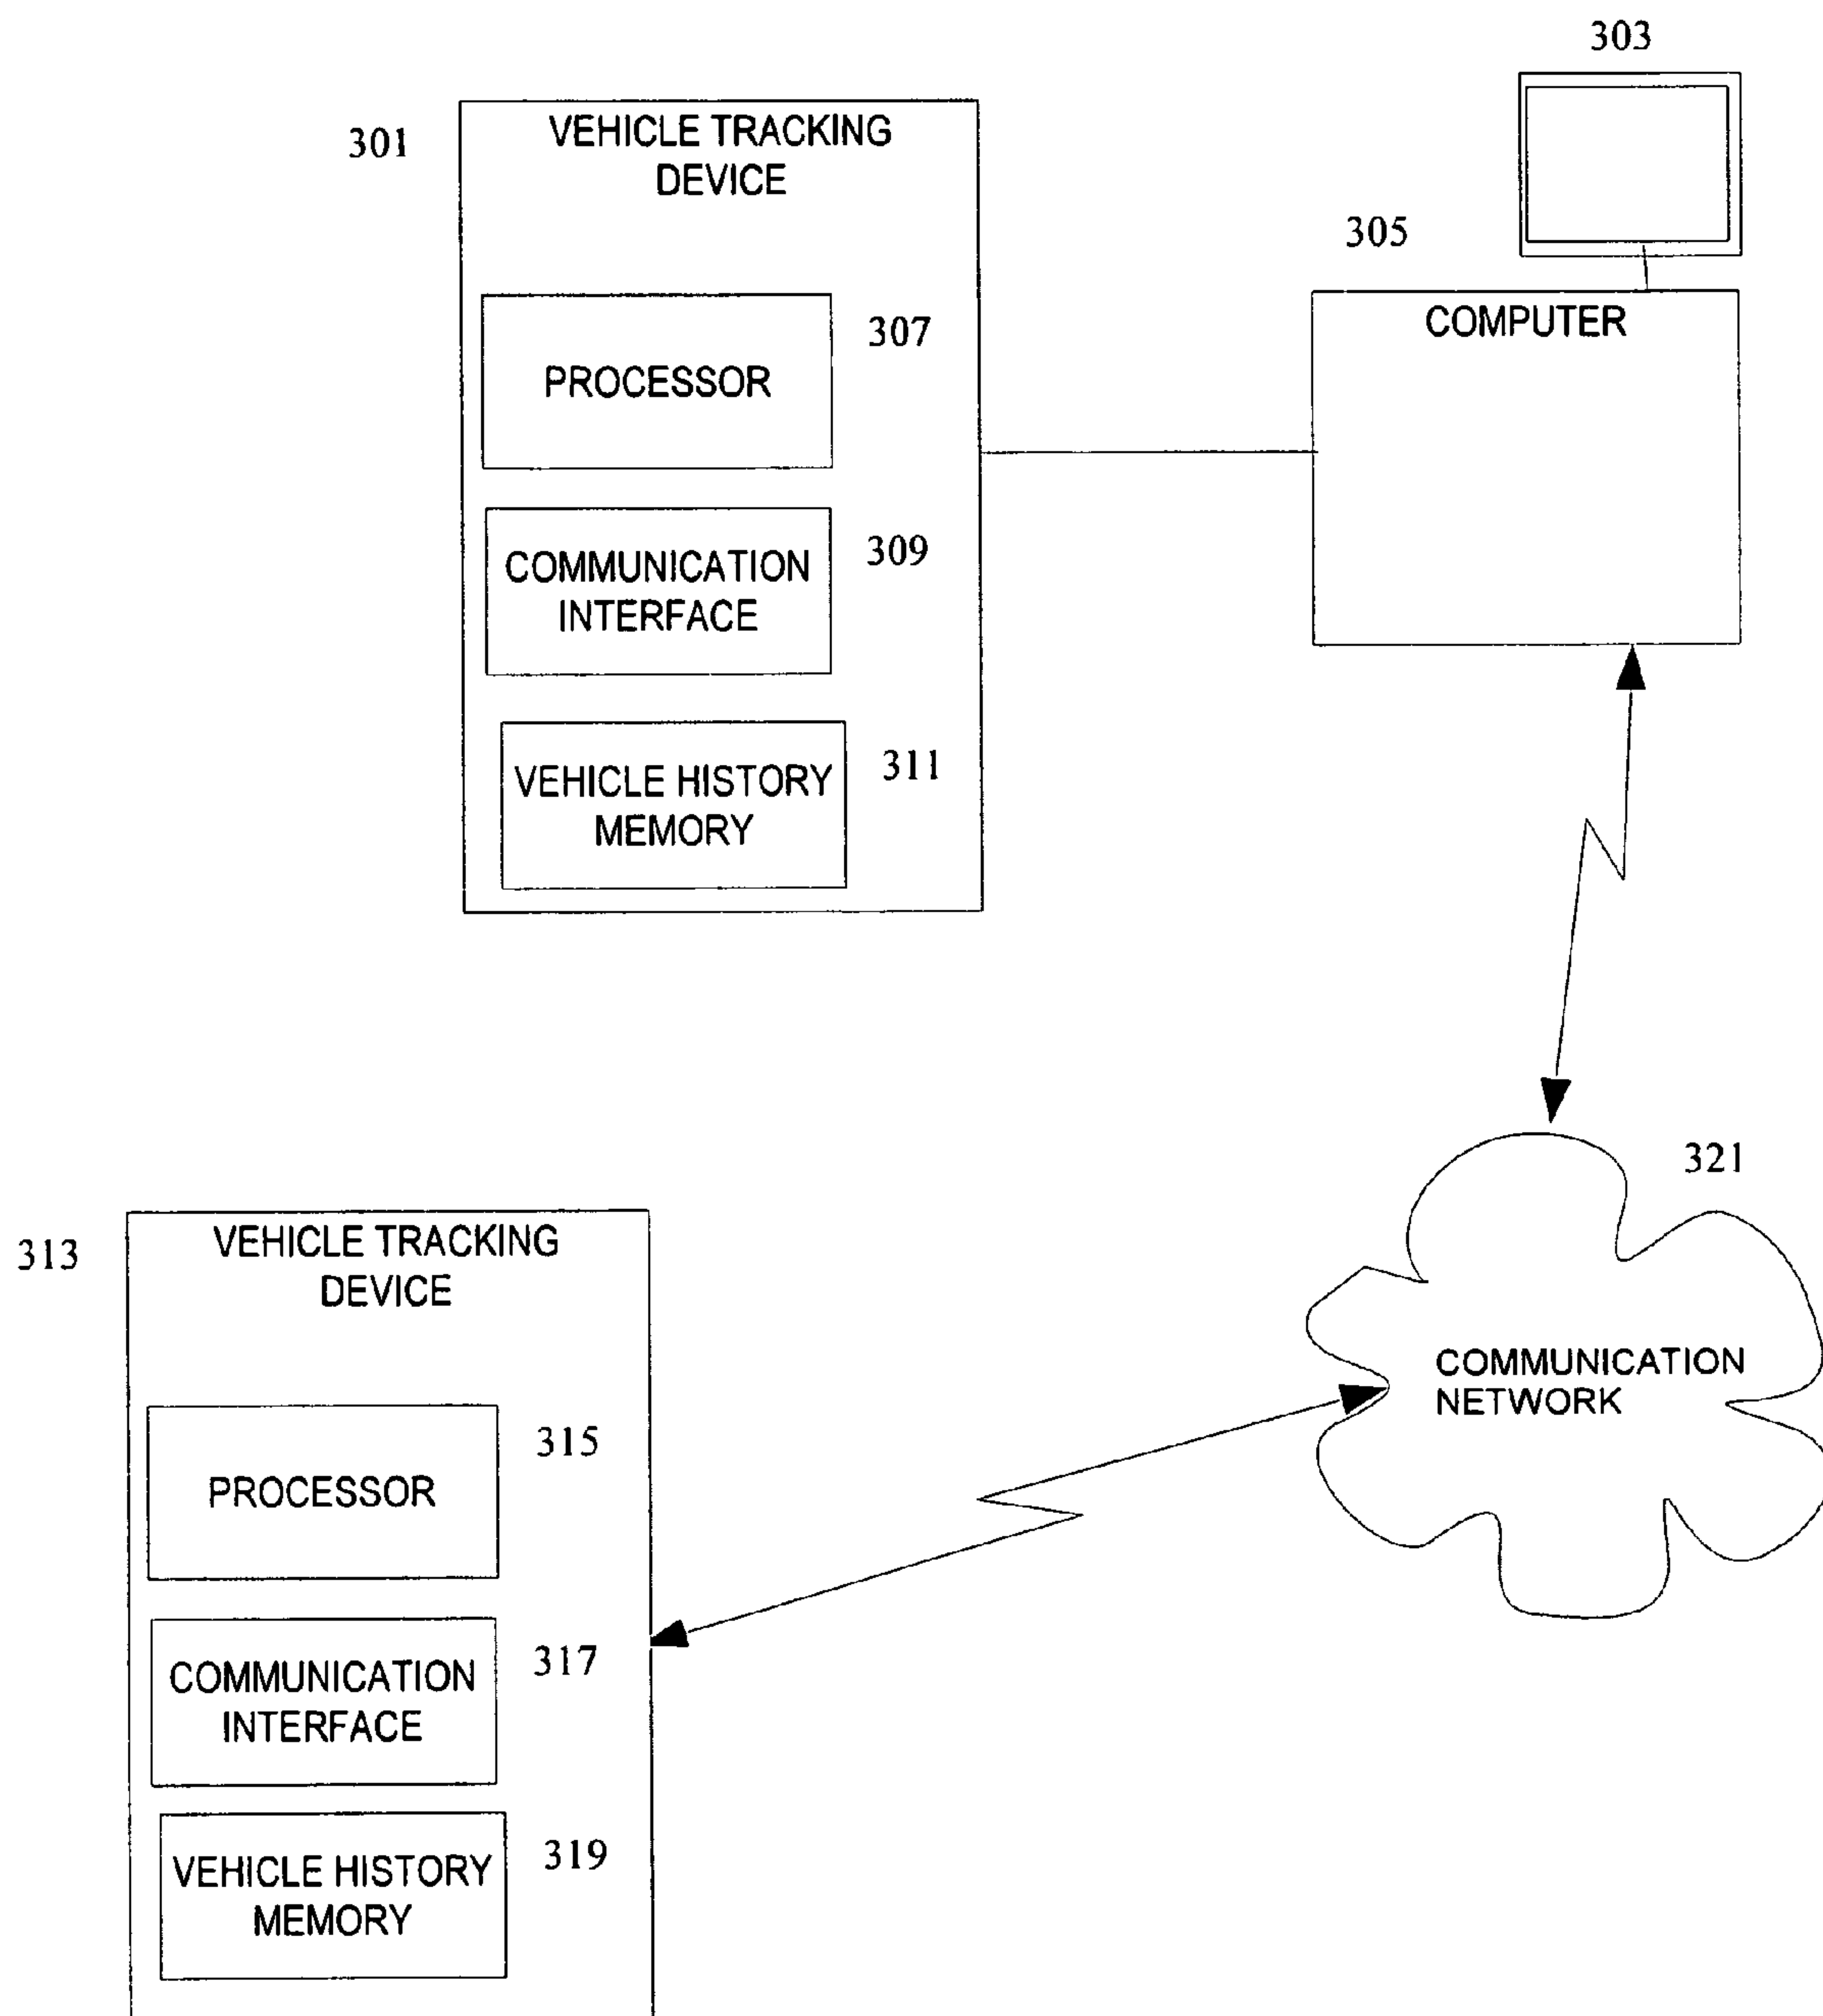 303
301
VEHICLE TRACKING
DEVICE
305
COMPUTER
307
PROCESSOR
309
COMMUNICATION
INTERFACE
311
VEHICLE HISTORY
MEMORY
321
313
VEHICLE TRACKING
DEVICE
COMMUNICATION
NETWORK
315
PROCESSOR
317
COMMUNICATION
INTERFACE
319
VEHICLE HISTORY
MEMORY